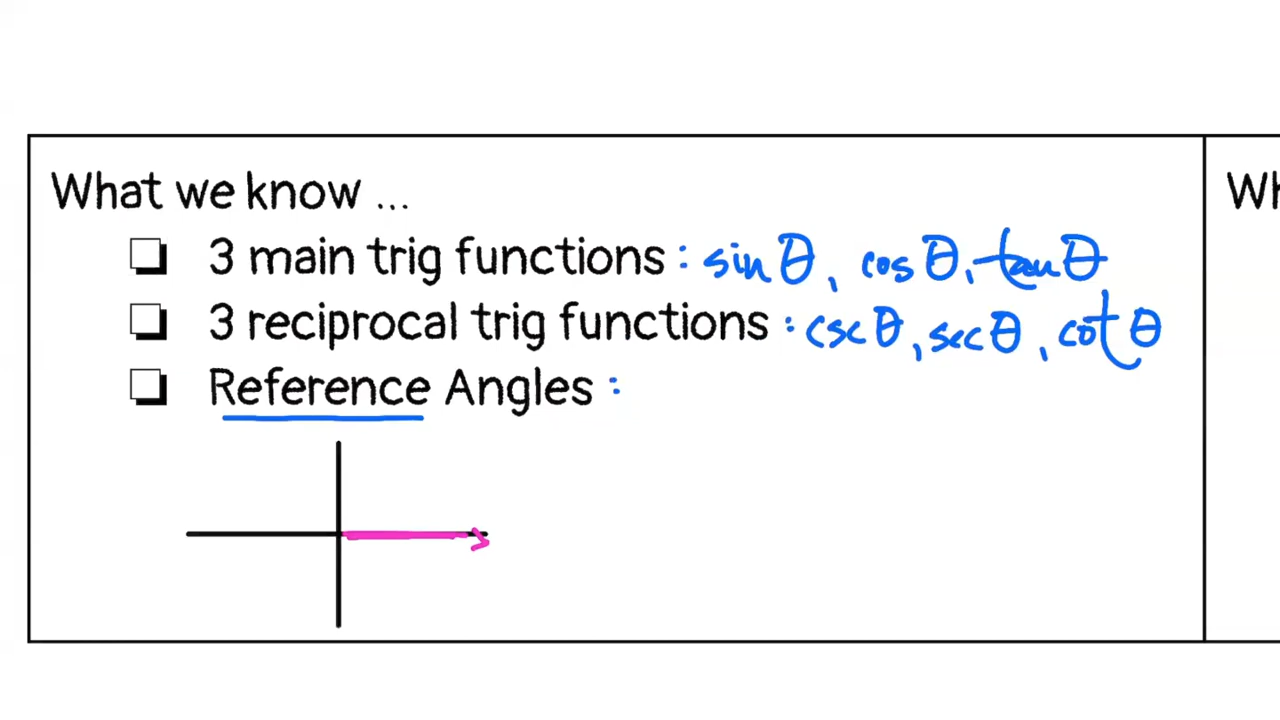 What we know ...
❏ 3 main trig functions : sin θ, cos θ, tan θ
❏ 3 reciprocal trig functions : csc θ, sec θ, cot θ
❏ Reference Angles :
Wh